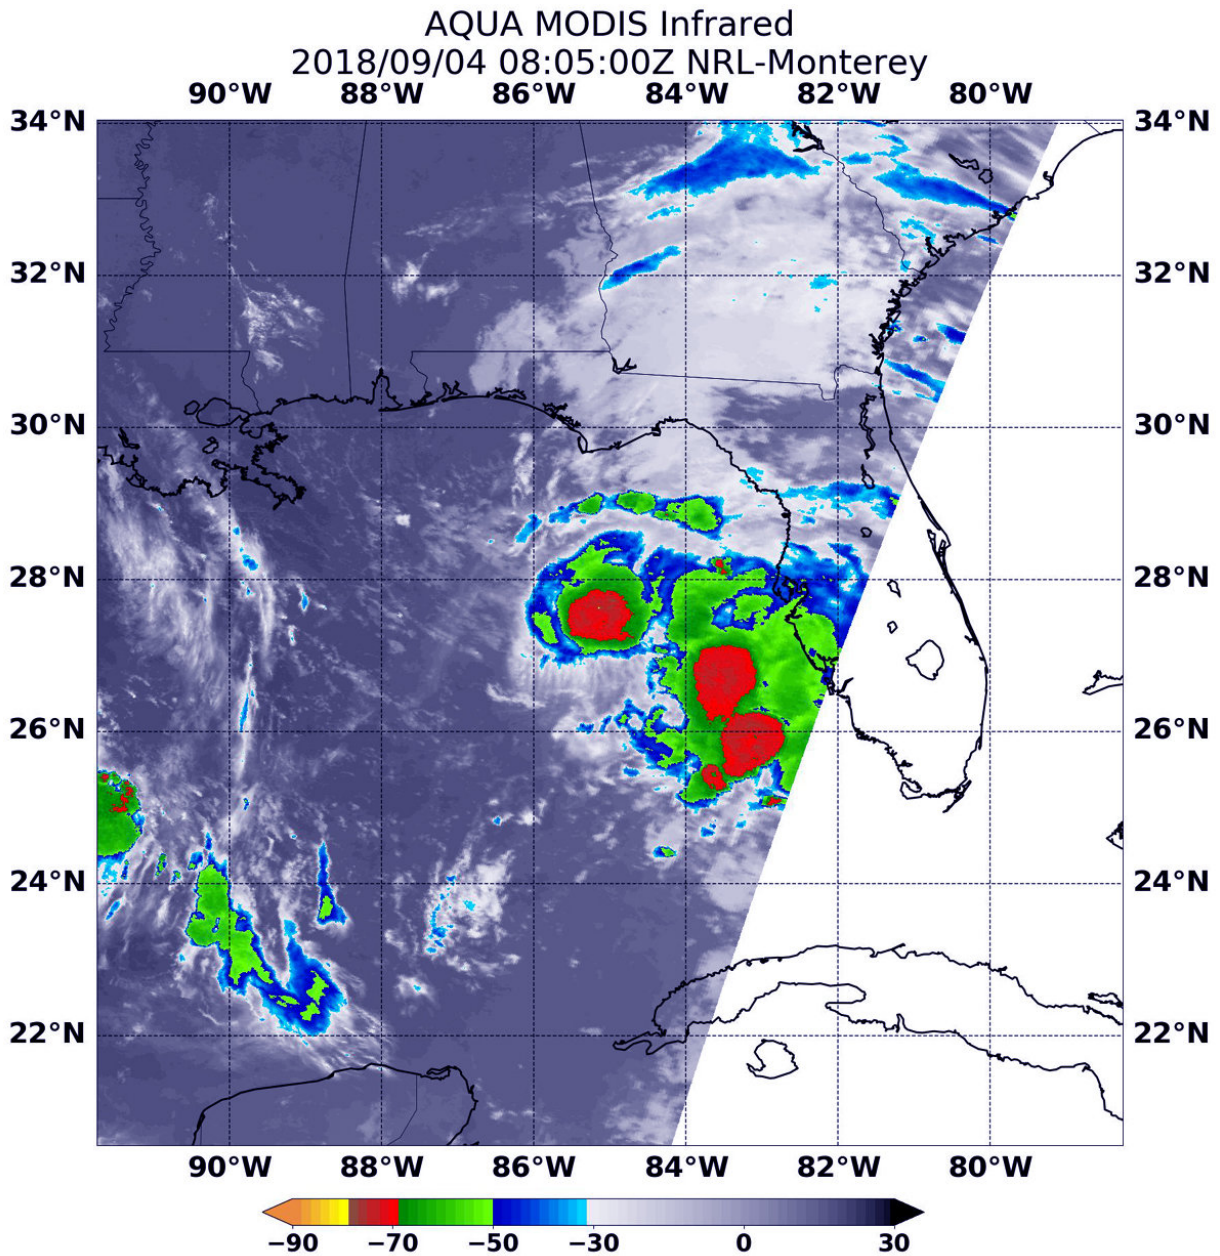 AQUA MODIS Infrared
2018/09/04 08:05:00Z NRL-Monterey
90°W 88°W 86°W 84°W 82°W 80°W
34°N 34°N
32°N 32°N
30°N 30°N
28°N 28°N
26°N 26°N
24°N 24°N
22°N 22°N
90°W 88°W 86°W 84°W 82°W 80°W
−90 −70 −50 −30 0 30